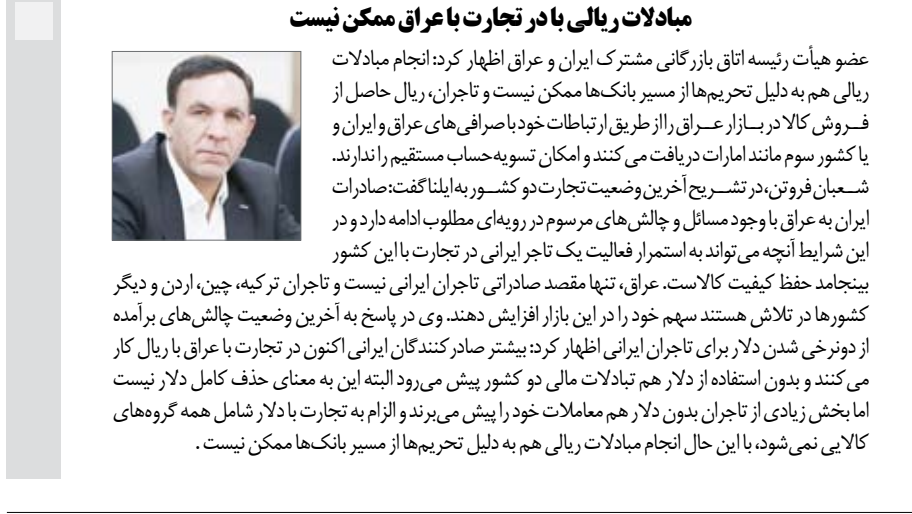 مبادلات ریالی با در تجارت با عراق ممکن نیست
عضو هیأت رئیسه اتاق بازرگانی مشترک ایران و عراق اظهار کرد: انجام مبادلات
ریالی هم به دلیل تحریم‌ها از مسیر بانک‌ها ممکن نیست و تاجران، ریال حاصل از
فروش کالا در بازار عراق را از طریق ارتباطات خود با صرافی‌های عراق و ایران و
یا کشور سوم مانند امارات دریافت می‌کنند و امکان تسویه‌حساب مستقیم را ندارند.
شعبان فروتن، در تشریح آخرین وضعیت تجارت دو کشور به ایلنا گفت: صادرات
ایران به عراق با وجود مسائل و چالش‌های مرسوم در رویه‌ای مطلوب ادامه دارد و در
این شرایط آنچه می‌تواند به استمرار فعالیت یک تاجر ایرانی در تجارت با این کشور
بینجامد حفظ کیفیت کالاست. عراق، تنها مقصد صادراتی تاجران ایرانی نیست و تاجران ترکیه، چین، اردن و دیگر
کشورها در تلاش هستند سهم خود را در این بازار افزایش دهند. وی در پاسخ به آخرین وضعیت چالش‌های برآمده
از دونرخی شدن دلار برای تاجران ایرانی اظهار کرد: بیشتر صادرکنندگان ایرانی اکنون در تجارت با عراق با ریال کار
می‌کنند و بدون استفاده از دلار هم تبادلات مالی دو کشور پیش می‌رود البته این به معنای حذف کامل دلار نیست
اما بخش زیادی از تاجران بدون دلار هم معاملات خود را پیش می‌برند و الزام به تجارت با دلار شامل همه گروه‌های
کالایی نمی‌شود، با این حال انجام مبادلات ریالی هم به دلیل تحریم‌ها از مسیر بانک‌ها ممکن نیست .